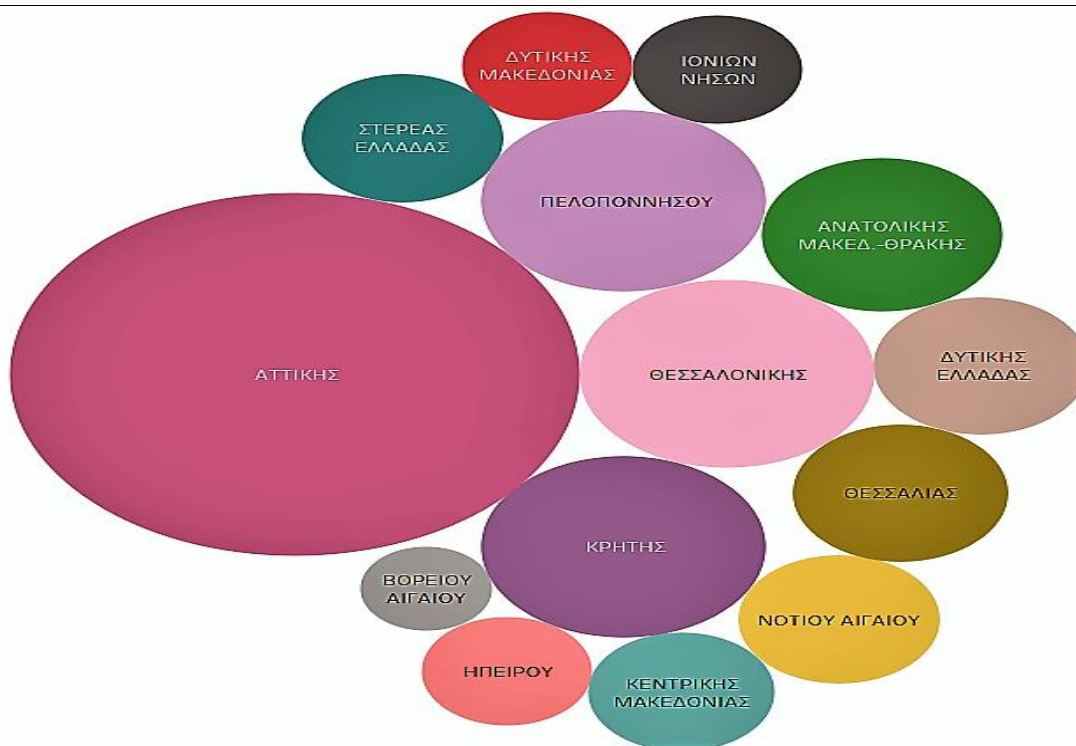 ΔΥΤΙΚΗΣ
ΜΑΚΕΔΟΝΙΑΣ
ΙΟΝΙΩΝ
ΝΗΣΩΝ
ΣΤΕΡΕΑΣ
ΕΛΛΑΔΑΣ
ΠΕΛΟΠΟΝΝΗΣΟΥ
ΑΝΑΤΟΛΙΚΗΣ
ΜΑΚΕΔ.-ΘΡΑΚΗΣ
ΑΤΤΙΚΗΣ
ΘΕΣΣΑΛΟΝΙΚΗΣ
ΔΥΤΙΚΗΣ
ΕΛΛΑΔΑΣ
ΘΕΣΣΑΛΙΑΣ
ΚΡΗΤΗΣ
ΒΟΡΕΙΟΥ
ΑΙΓΑΙΟΥ
ΝΟΤΙΟΥ ΑΙΓΑΙΟΥ
ΗΠΕΙΡΟΥ
ΚΕΝΤΡΙΚΗΣ
ΜΑΚΕΔΟΝΙΑΣ